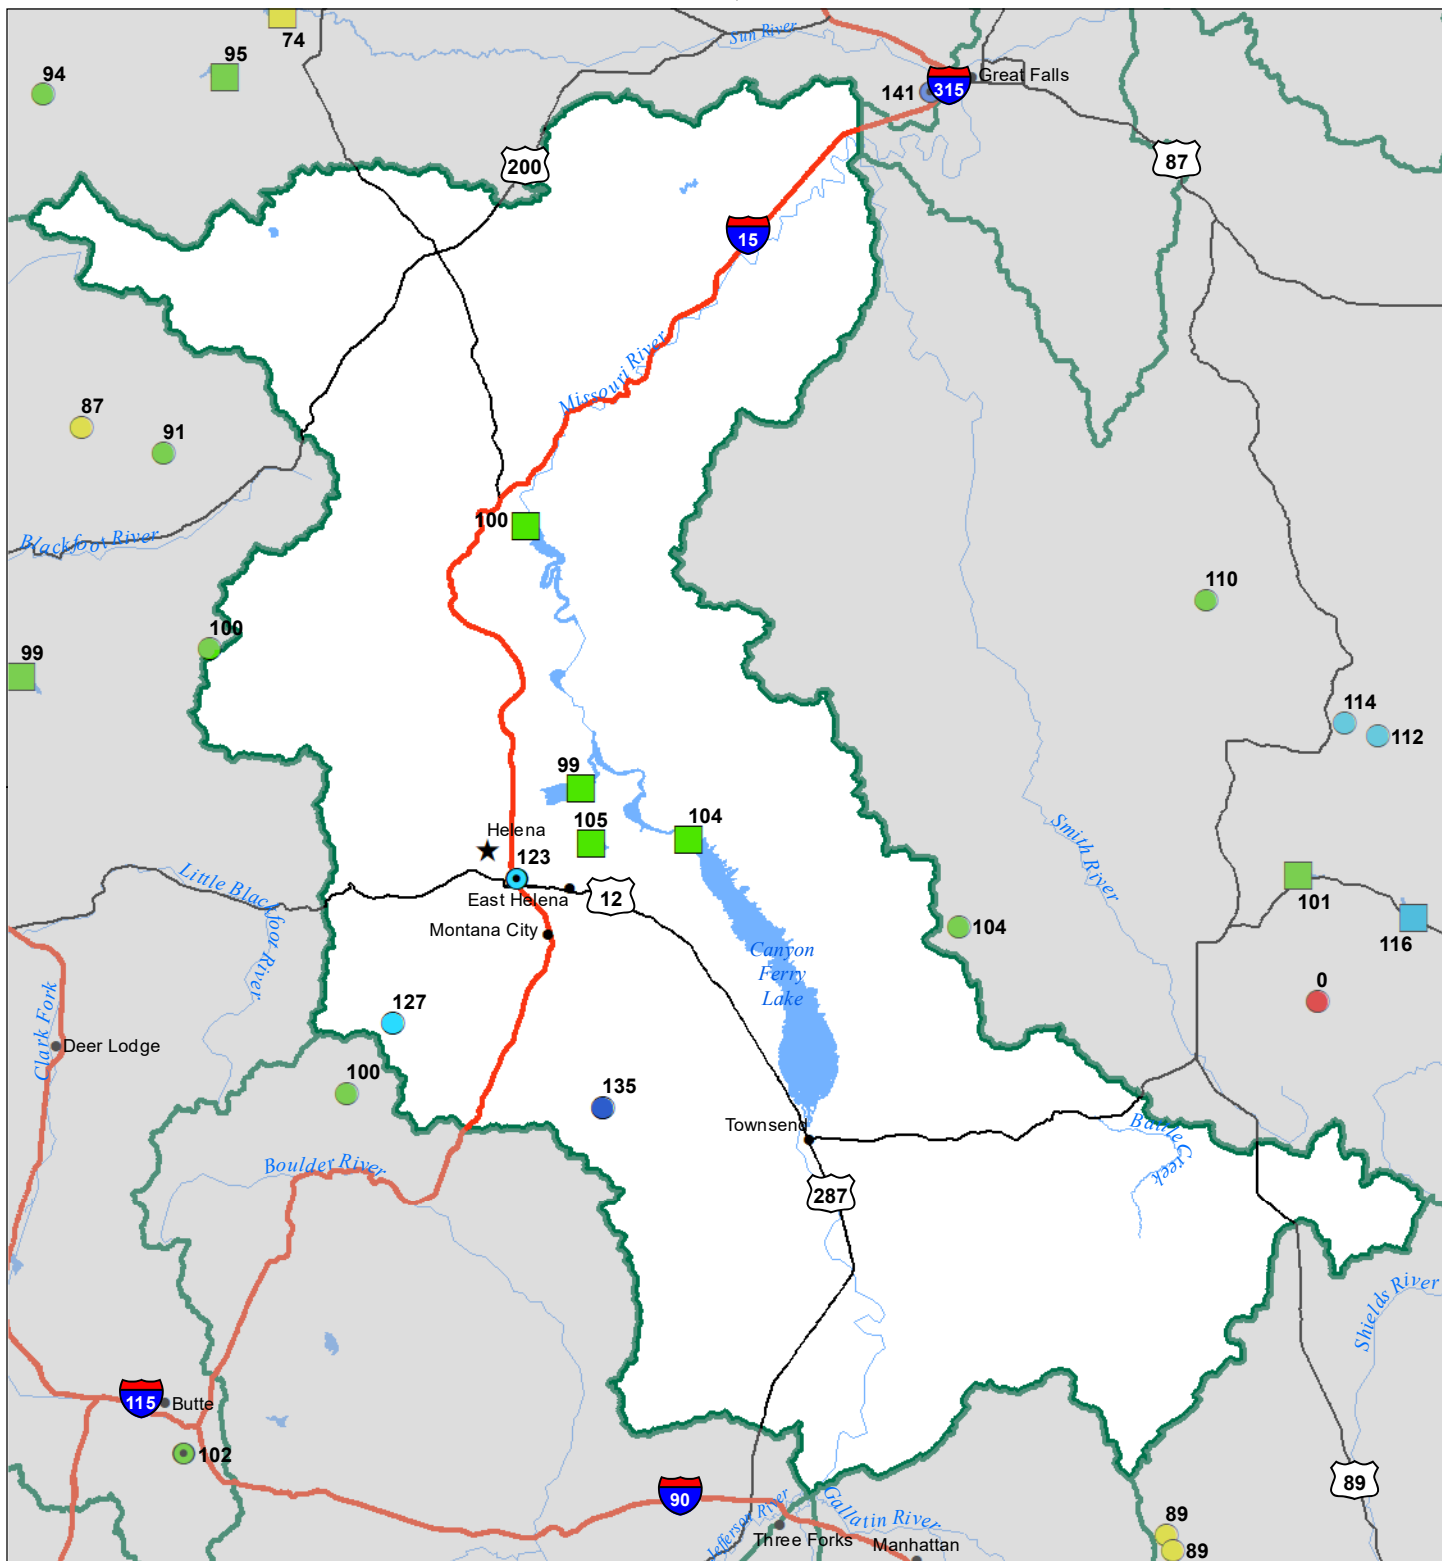 74
Sun River
95
94
Great Falls
141
315
200
87
15
Missouri River
87
91
100
Blackfoot River
110
100
99
114
112
99
105
104
Helena
123
Smith River
Little Blackfoot River
East Helena
12
101
Montana City
104
116
Canyon
Ferry
Lake
0
127
Clark Fork
Deer Lodge
100
135
Townsend
Battle Creek
Boulder River
287
Shields River
115
Butte
102
89
90
Jefferson River
Gallatin River
89
Three Forks
Manhattan
89